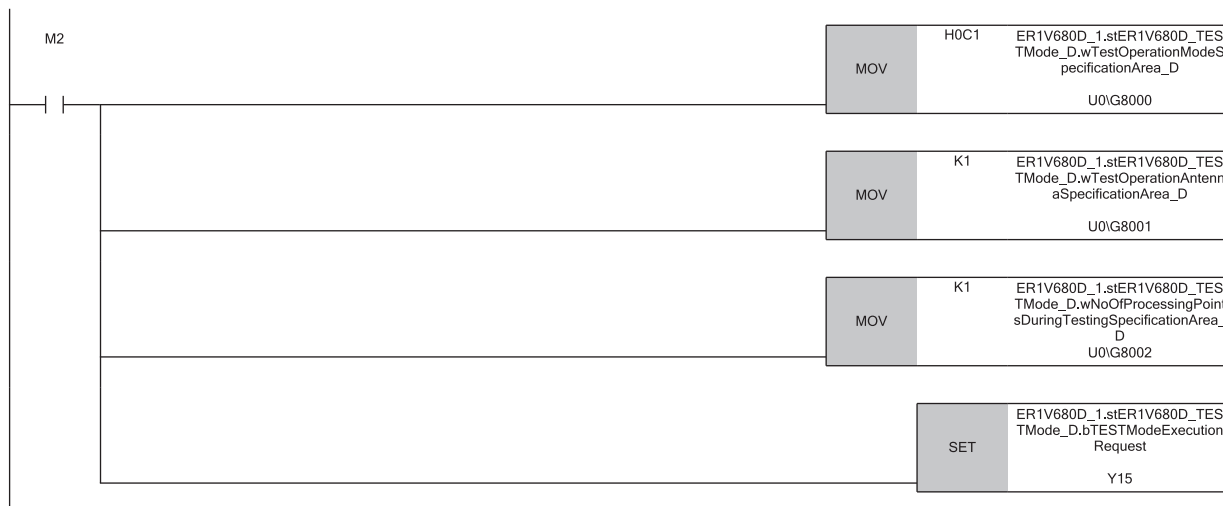 M2
MOV
H0C1
ER1V680D_1.stER1V680D_TES
TMode_D.wTestOperationModeS
pecificationArea_D
U0\G8000
MOV
K1
ER1V680D_1.stER1V680D_TES
TMode_D.wTestOperationAntenn
aSpecificationArea_D
U0\G8001
MOV
K1
ER1V680D_1.stER1V680D_TES
TMode_D.wNoOfProcessingPoint
sDuringTestingSpecificationArea_
D
U0\G8002
SET
ER1V680D_1.stER1V680D_TES
TMode_D.bTESTModeExecution
Request
Y15